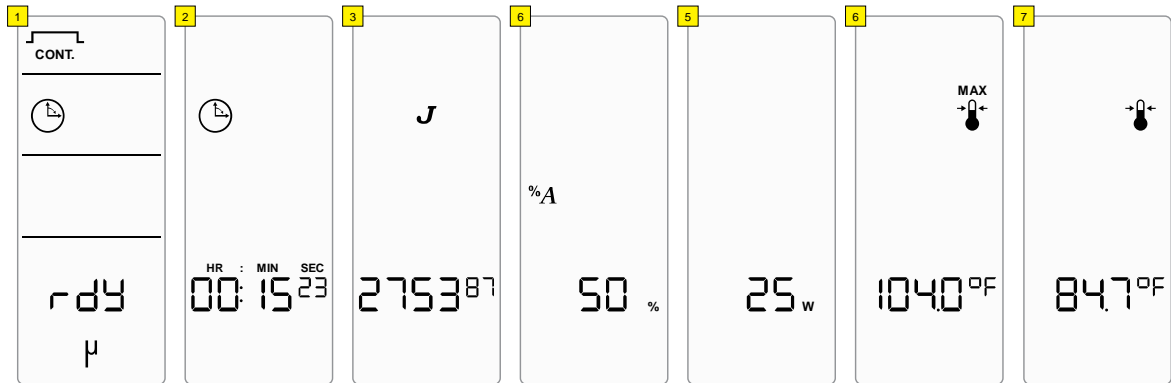 1
CONT.
rdy
µ
2
HR : MIN SEC
00:15 23
3
J
2753 87
6
%A
50 %
5
25 W
6
MAX
104.0 °F
7
84.7 °F